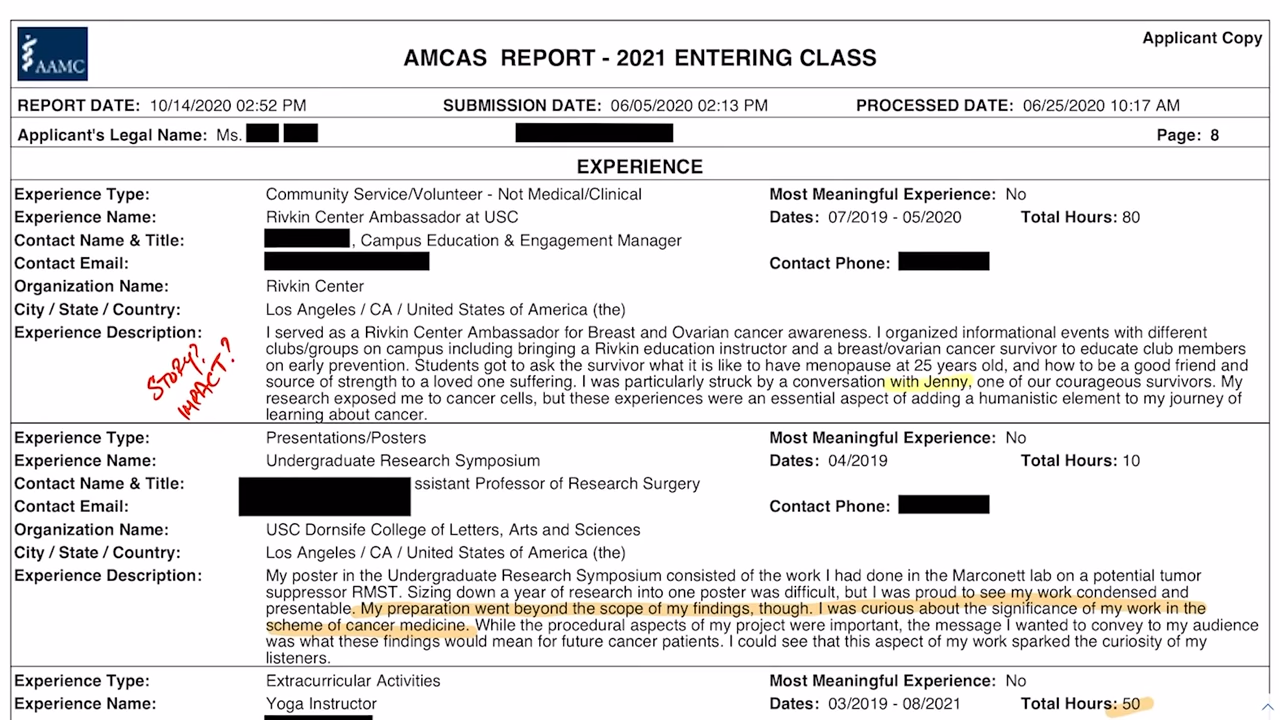 Applicant Copy
AAMC
AMCAS REPORT - 2021 ENTERING CLASS
REPORT DATE: 10/14/2020 02:52 PM SUBMISSION DATE: 06/05/2020 02:13 PM PROCESSED DATE: 06/25/2020 10:17 AM
Applicant's Legal Name: Ms. Page: 8
EXPERIENCE
Experience Type: Community Service/Volunteer - Not Medical/Clinical Most Meaningful Experience: No
Experience Name: Rivkin Center Ambassador at USC Dates: 07/2019 - 05/2020 Total Hours: 80
Contact Name & Title: , Campus Education & Engagement Manager
Contact Email: Contact Phone:
Organization Name: Rivkin Center
City / State / Country: Los Angeles / CA / United States of America (the)
Experience Description: I served as a Rivkin Center Ambassador for Breast and Ovarian cancer awareness. I organized informational events with different
clubs/groups on campus including bringing a Rivkin education instructor and a breast/ovarian cancer survivor to educate club members
on early prevention. Students got to ask the survivor what it is like to have menopause at 25 years old, and how to be a good friend and
source of strength to a loved one suffering. I was particularly struck by a conversation with Jenny, one of our courageous survivors. My
research exposed me to cancer cells, but these experiences were an essential aspect of adding a humanistic element to my journey of
learning about cancer.
STORY?
IMPACT?
Experience Type: Presentations/Posters Most Meaningful Experience: No
Experience Name: Undergraduate Research Symposium Dates: 04/2019 Total Hours: 10
Contact Name & Title: ssistant Professor of Research Surgery
Contact Email: Contact Phone:
Organization Name: USC Dornsife College of Letters, Arts and Sciences
City / State / Country: Los Angeles / CA / United States of America (the)
Experience Description: My poster in the Undergraduate Research Symposium consisted of the work I had done in the Marconett lab on a potential tumor
suppressor RMST. Sizing down a year of research into one poster was difficult, but I was proud to see my work condensed and
presentable. My preparation went beyond the scope of my findings, though. I was curious about the significance of my work in the
scheme of cancer medicine. While the procedural aspects of my project were important, the message I wanted to convey to my audience
was what these findings would mean for future cancer patients. I could see that this aspect of my work sparked the curiosity of my
listeners.
Experience Type: Extracurricular Activities Most Meaningful Experience: No
Experience Name: Yoga Instructor Dates: 03/2019 - 08/2021 Total Hours: 50